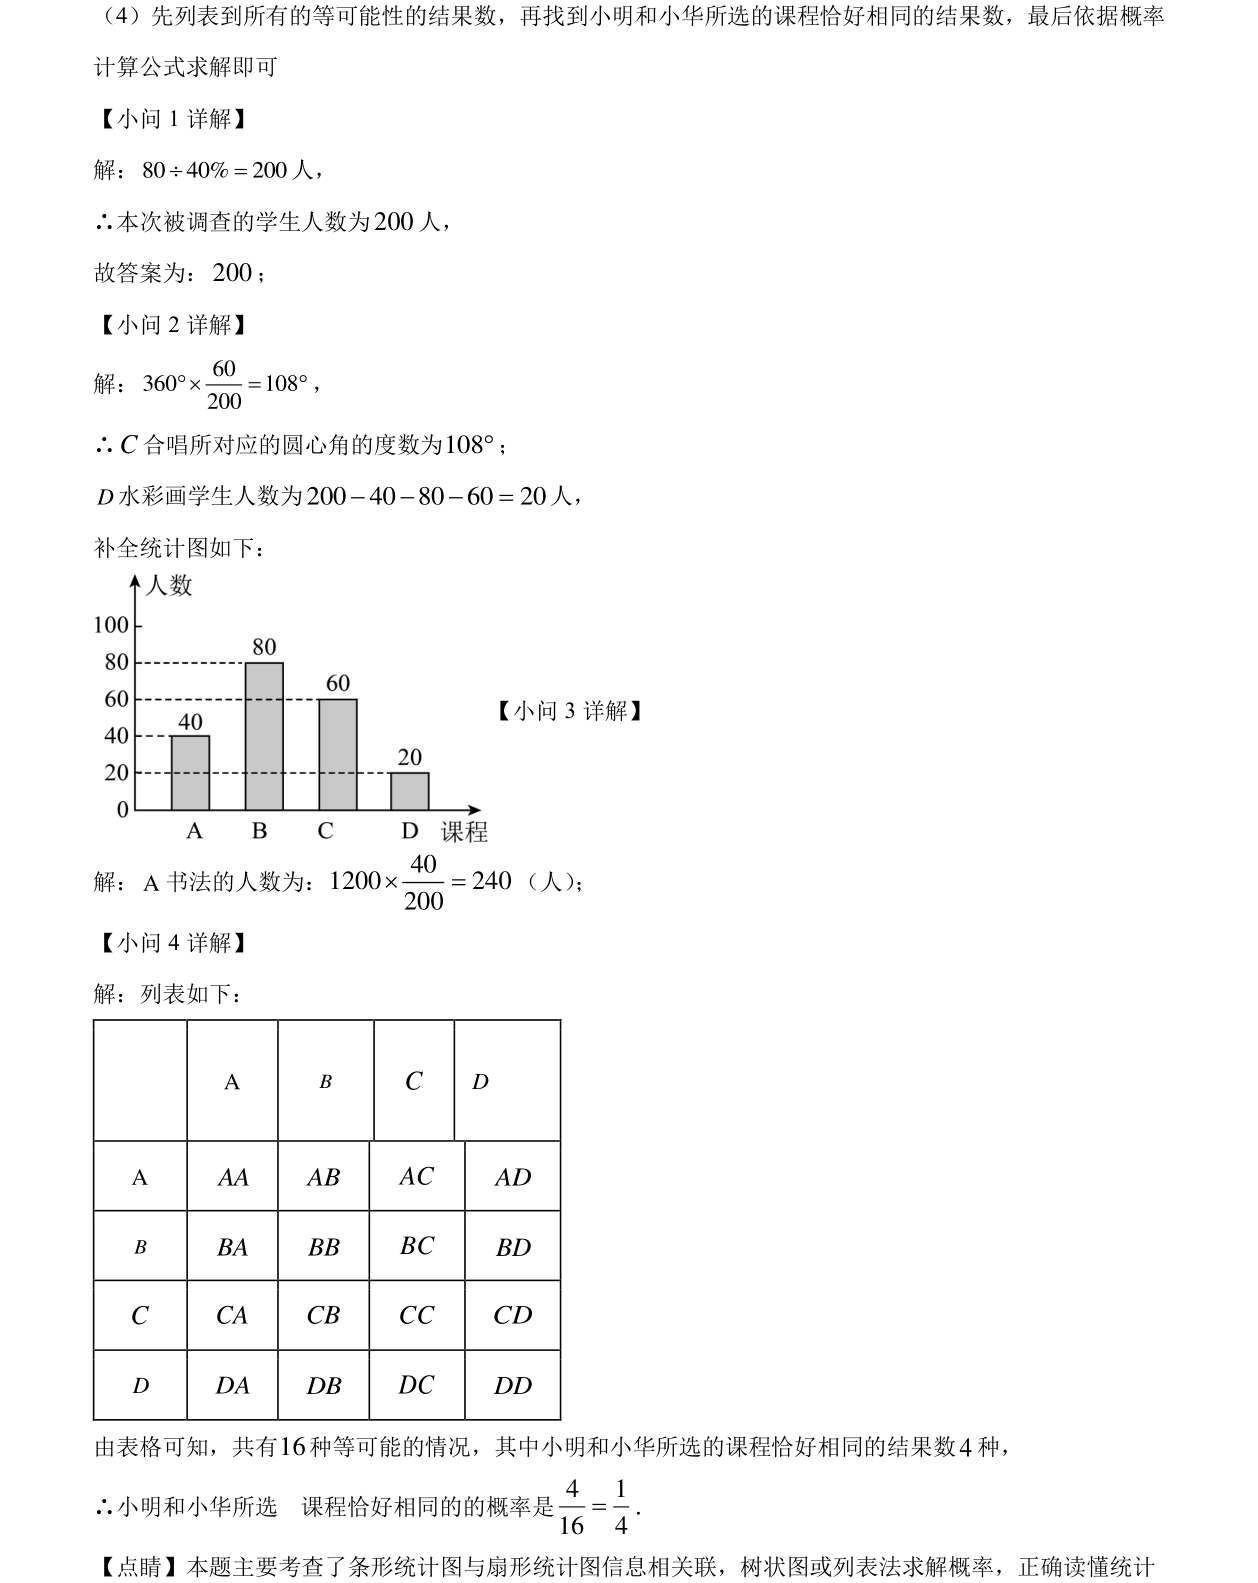 （4）先列表到所有的等可能性的结果数，再找到小明和小华所选的课程恰好相同的结果数，最后依据概率
计算公式求解即可
【小问 1 详解】
解：80÷40%=200人，
∴本次被调查的学生人数为200人，
故答案为：200；
【小问 2 详解】
解：360°×60/200=108°，
∴C合唱所对应的圆心角的度数为108°；
D水彩画学生人数为200−40−80−60=20人，
补全统计图如下：
人数
100
80
60
40
20
0
40
80
60
20
A B C D 课程
【小问 3 详解】
解：A书法的人数为：1200×40/200=240（人）；
【小问 4 详解】
解：列表如下：
A B C D
A AA AB AC AD
B BA BB BC BD
C CA CB CC CD
D DA DB DC DD
由表格可知，共有16种等可能的情况，其中小明和小华所选的课程恰好相同的结果数4种，
∴小明和小华所选 课程恰好相同的的概率是4/16=1/4．
【点睛】本题主要考查了条形统计图与扇形统计图信息相关联，树状图或列表法求解概率，正确读懂统计